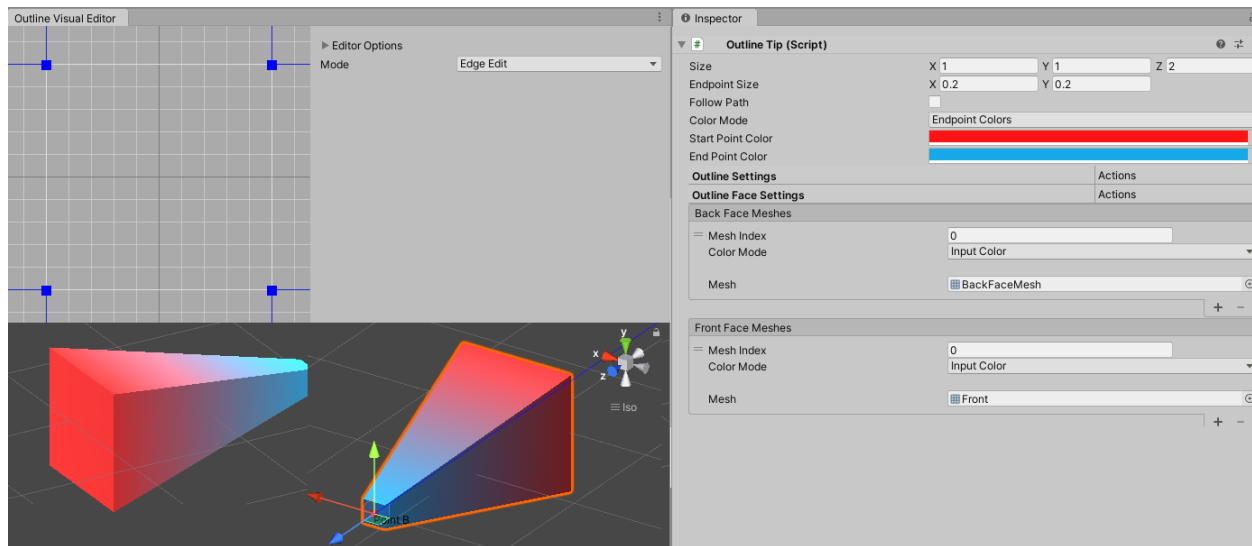 Outline Visual Editor
Editor Options
Mode Edge Edit
y
x
z
Iso
Point B
Inspector
# Outline Tip (Script)
Size X 1 Y 1 Z 2
Endpoint Size X 0.2 Y 0.2
Follow Path
Color Mode Endpoint Colors
Start Point Color
End Point Color
Outline Settings Actions
Outline Face Settings Actions
Back Face Meshes
Mesh Index 0
Color Mode Input Color
Mesh BackFaceMesh
+ −
Front Face Meshes
Mesh Index 0
Color Mode Input Color
Mesh Front
+ −